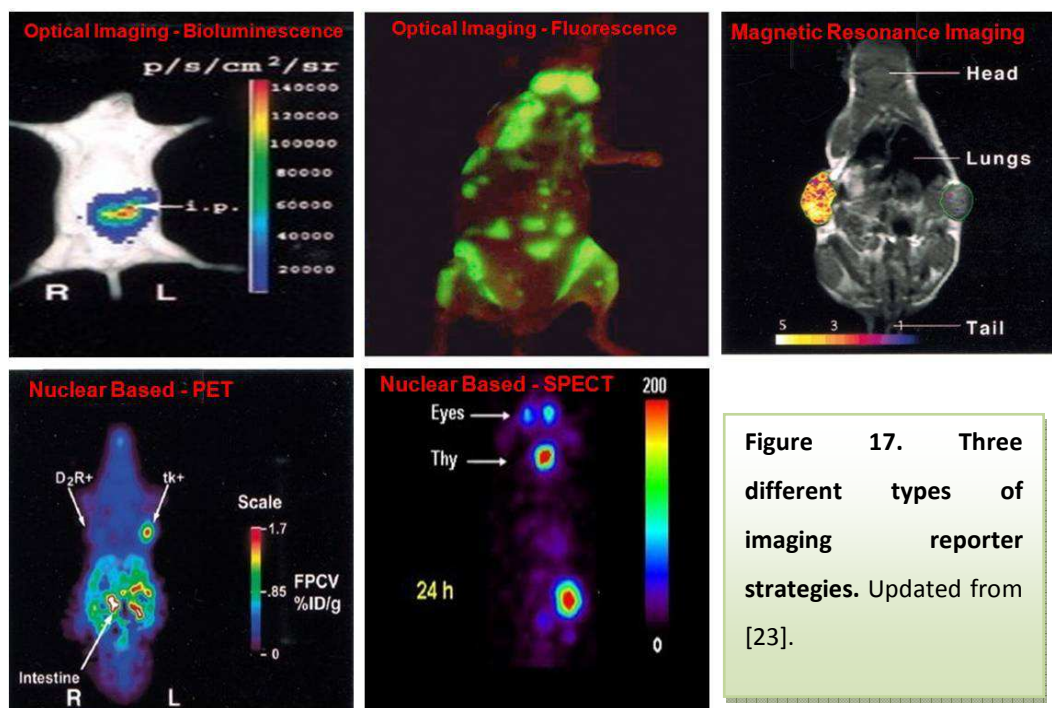 Optical Imaging - Bioluminescence
p/s/cm²/sr
140000
120000
100000
80000
60000
40000
20000
i.p.
R L
Optical Imaging - Fluorescence
Magnetic Resonance Imaging
Head
Lungs
Tail
5 3 1
Nuclear Based - PET
D₂R+ tk+
Scale
1.7
.85
0
FPCV
%ID/g
Intestine
R L
Nuclear Based - SPECT
200
Eyes
Thy
24 h
0
Figure 17. Three
different types of
imaging reporter
strategies. Updated from
[23].